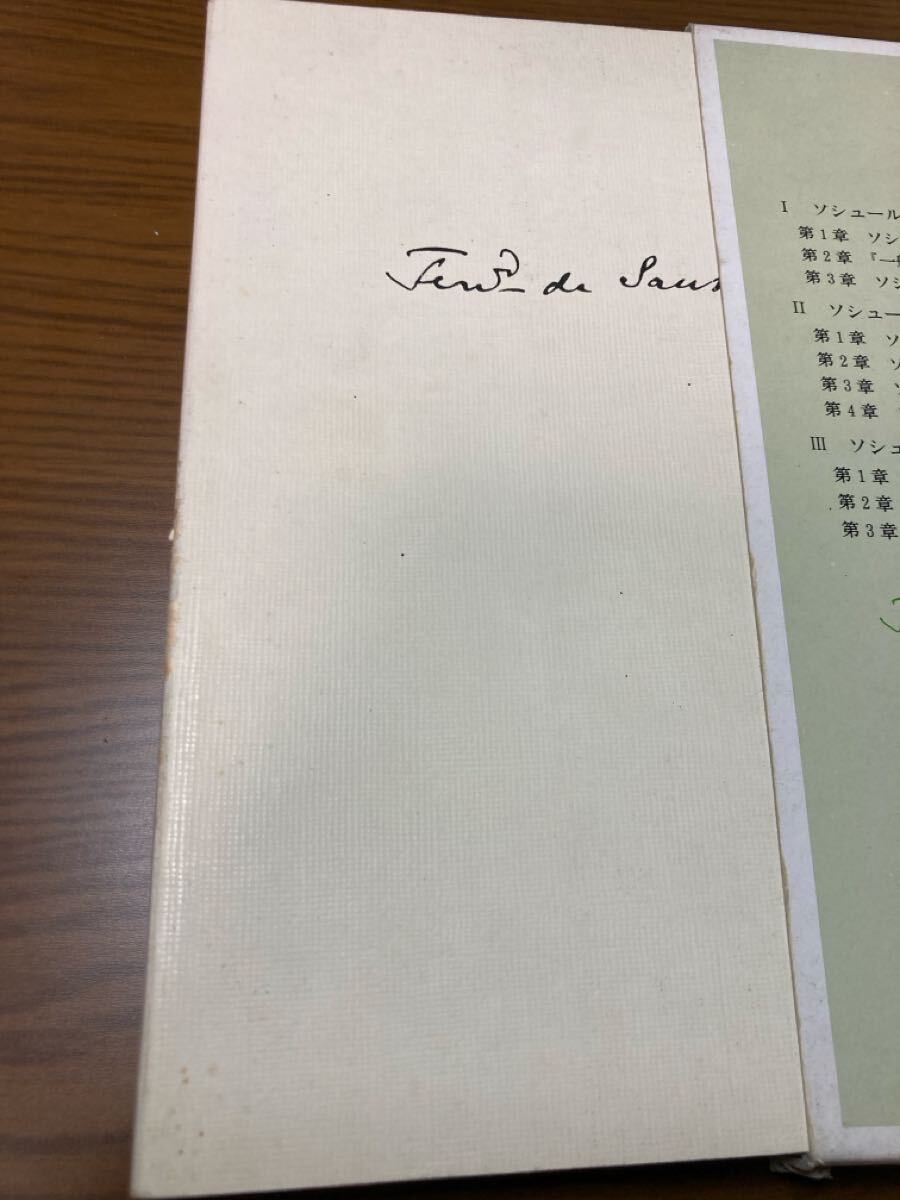 Ferd. de Saus
I ソシュール
第1章 ソシ
第2章 『一般
第3章 ソシ
II ソシュー
第1章 ソ
第2章 ソ
第3章
第4章
III ソシュ
第1章
第2章
第3章